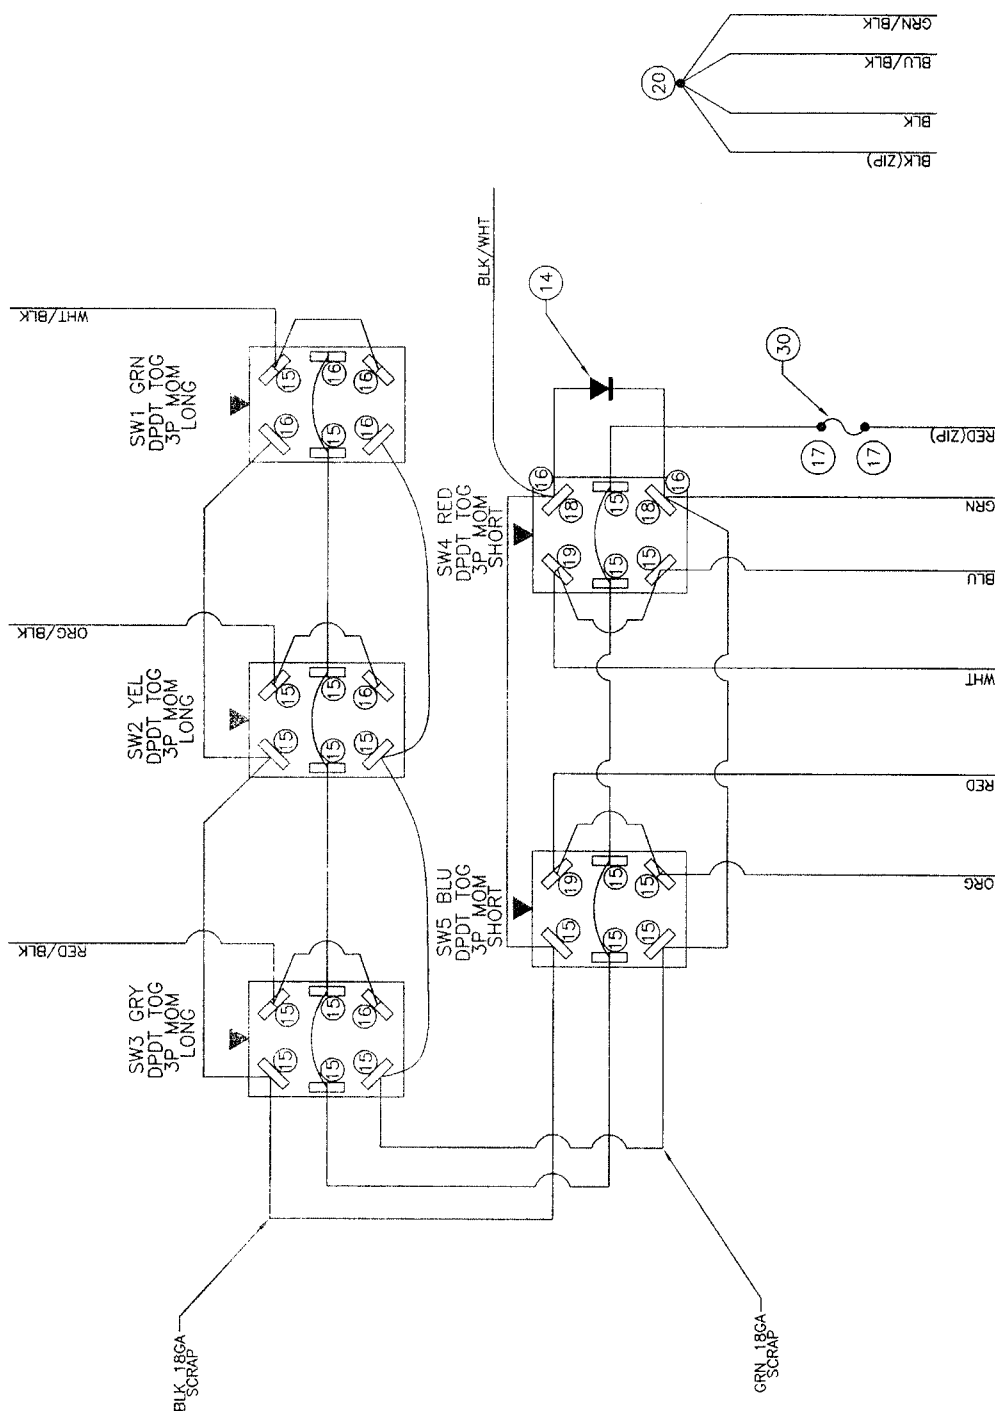 GRN/BLK
BLU/BLK
BLK
BLK(ZIP)
20
WHT/BLK
SW1 GRN
DPDT TOG
3P MOM
LONG
16
15
15
16
16
16
ORG/BLK
SW2 YEL
DPDT TOG
3P MOM
LONG
15
15
15
15
15
16
RED/BLK
SW3 GRY
DPDT TOG
3P MOM
LONG
15
15
15
15
15
16
BLK/WHT
14
SW4 RED
DPDT TOG
3P MOM
SHORT
16
19
18
15
15
15
18
16
30
17
17
RED(ZIP)
GRN
BLU
WHT
RED
ORG
SW5 BLU
DPDT TOG
3P MOM
SHORT
15
19
15
15
15
15
BLK 18GA
SCRAP
GRN 18GA
SCRAP